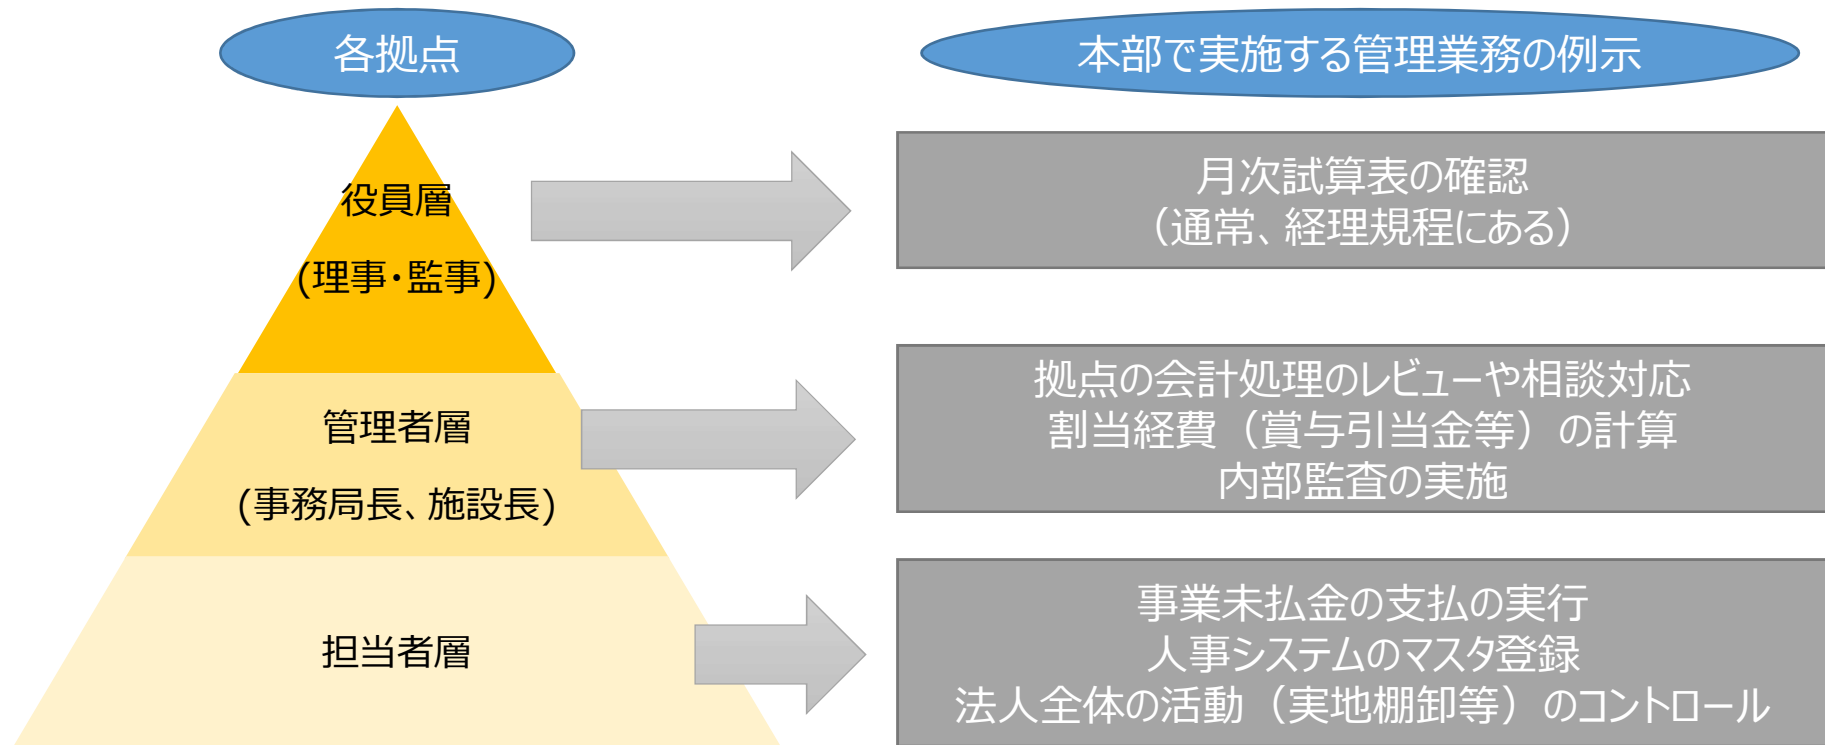 各拠点
本部で実施する管理業務の例示
役員層
(理事・監事)
月次試算表の確認
（通常、経理規程にある）
管理者層
(事務局長、施設長)
拠点の会計処理のレビューや相談対応
割当経費（賞与引当金等）の計算
内部監査の実施
担当者層
事業未払金の支払の実行
人事システムのマスタ登録
法人全体の活動（実地棚卸等）のコントロール